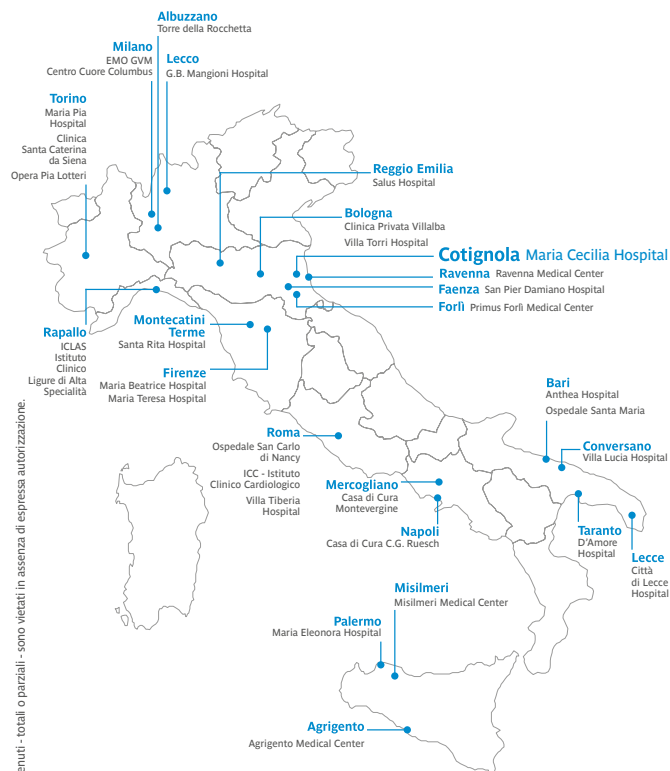 Albuzzano
Torre della Rocchetta
Milano
EMO GVM
Centro Cuore Columbus
Lecco
G.B. Mangioni Hospital
Torino
Maria Pia
Hospital
Clinica
Santa Caterina
da Siena
Opera Pia Lotteri
Reggio Emilia
Salus Hospital
Bologna
Clinica Privata Villalba
Villa Torri Hospital
Cotignola Maria Cecilia Hospital
Ravenna Ravenna Medical Center
Faenza San Pier Damiano Hospital
Forlì Primus Forlì Medical Center
Rapallo
ICLAS
Istituto
Clinico
Ligure di Alta
Specialità
Montecatini
Terme
Santa Rita Hospital
Firenze
Maria Beatrice Hospital
Maria Teresa Hospital
Roma
Ospedale San Carlo
di Nancy
ICC - Istituto
Clinico Cardiologico
Villa Tiberia
Hospital
Bari
Anthea Hospital
Ospedale Santa Maria
Conversano
Villa Lucia Hospital
Mercogliano
Casa di Cura
Montevergine
Napoli
Casa di Cura C.G. Ruesch
Taranto
D'Amore
Hospital
Lecce
Città
di Lecce
Hospital
Misilmeri
Misilmeri Medical Center
Palermo
Maria Eleonora Hospital
Agrigento
Agrigento Medical Center
- totali o parziali - sono vietati in assenza di espressa autorizzazione.